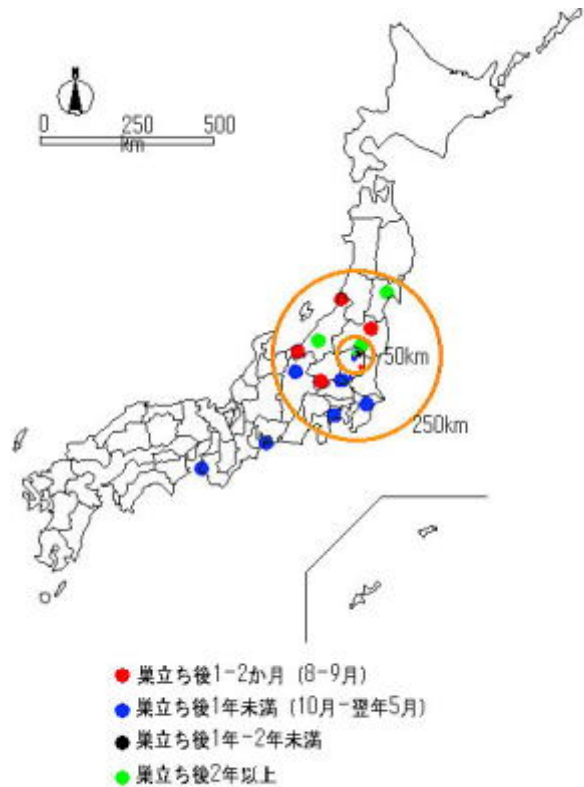 N
0 250 500
km
50km
250km
巣立ち後1-2か月 (8-9月)
巣立ち後1年未満 (10月-翌年5月)
巣立ち後1年-2年未満
巣立ち後2年以上